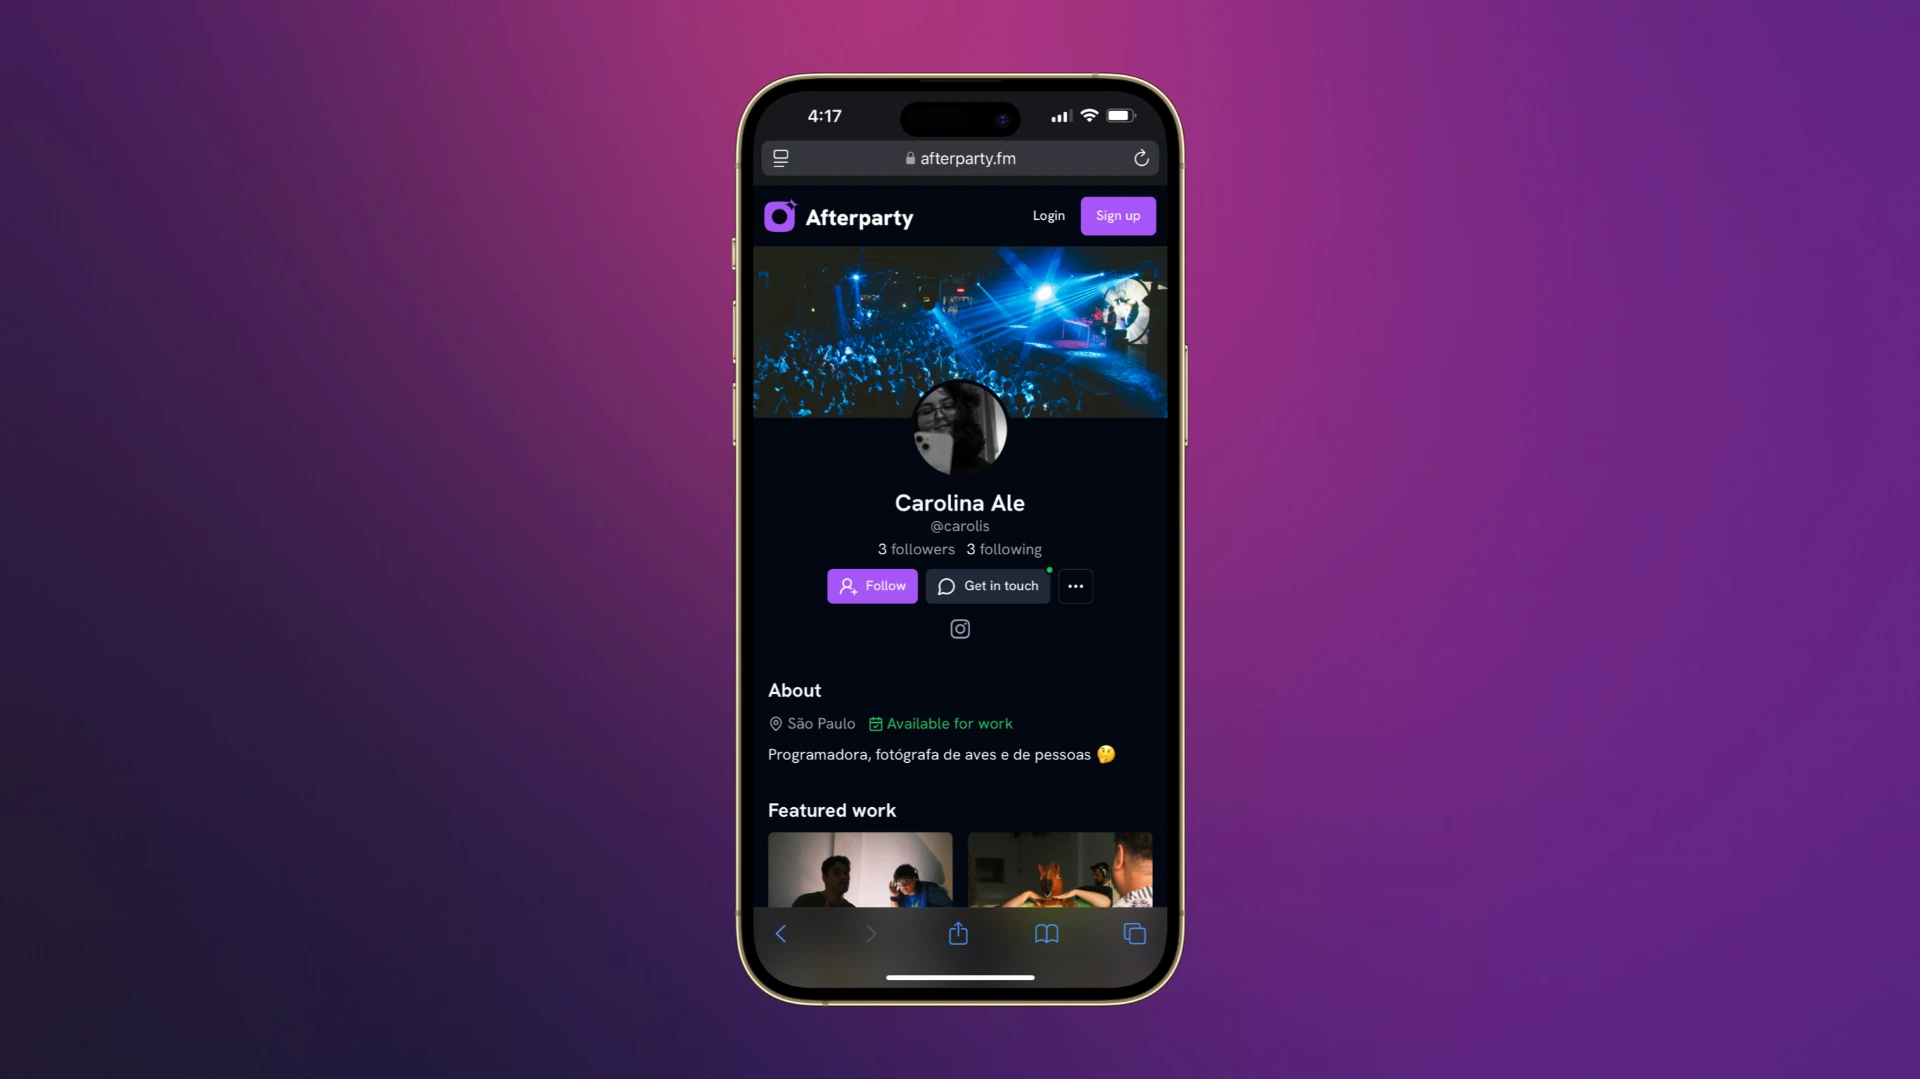 4:17
afterparty.fm
Afterparty
Login
Sign up
Carolina Ale
@carolis
3 followers 3 following
Follow
Get in touch
About
São Paulo
Available for work
Programadora, fotógrafa de aves e de pessoas 🤔
Featured work